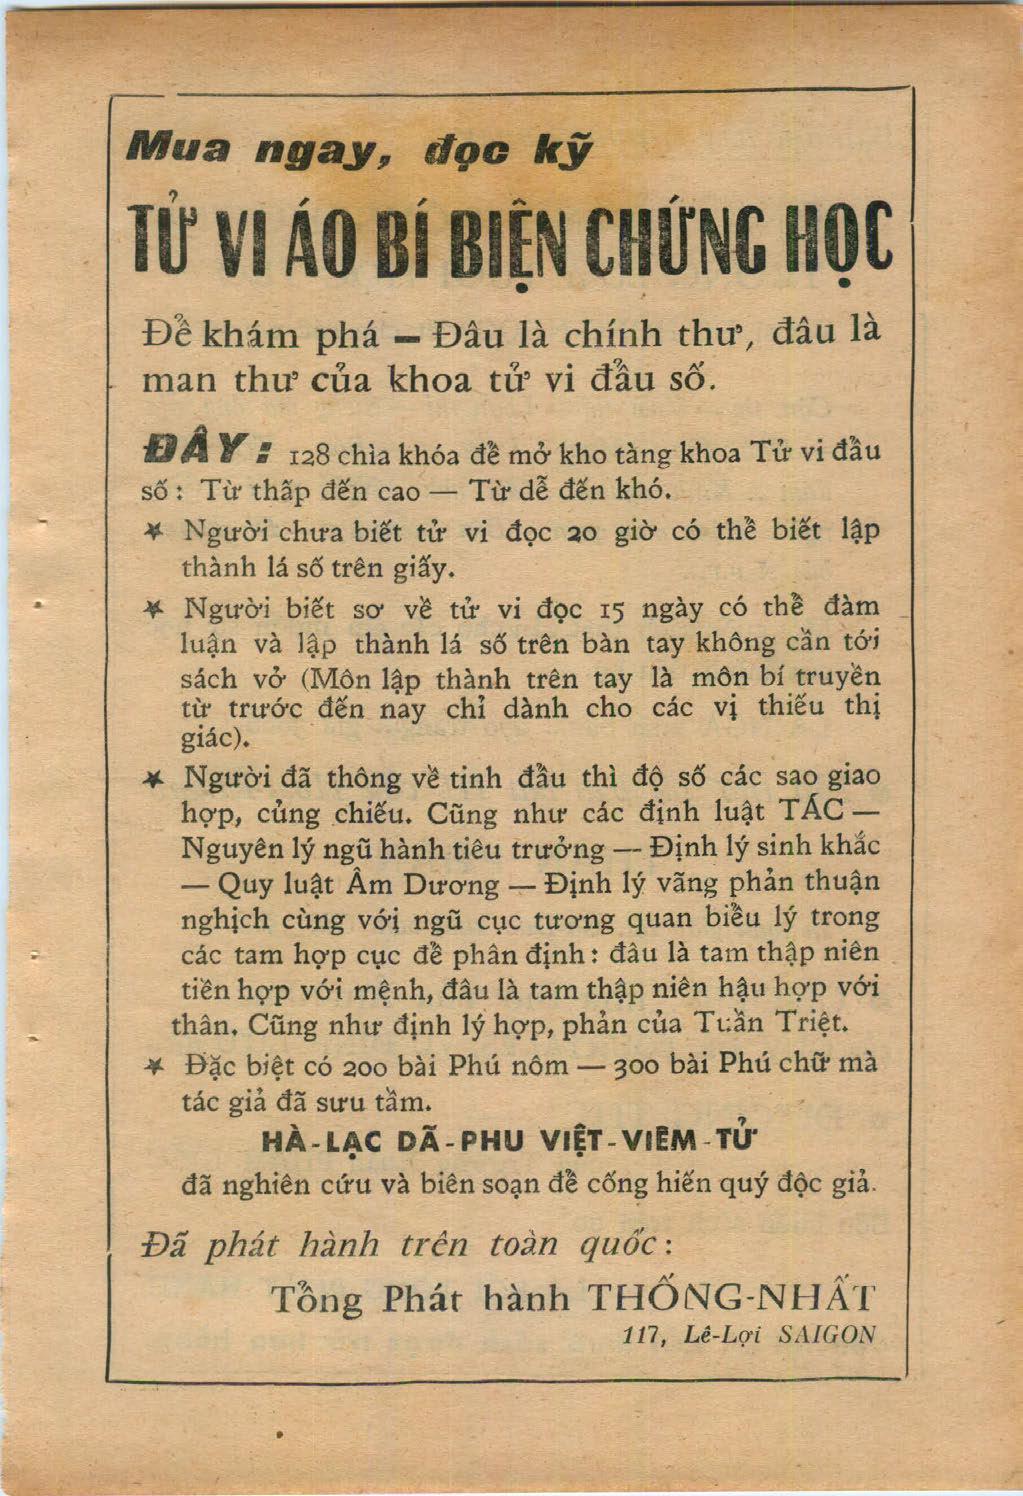 Mua ngay, đọc kỹ
TỬ VI ÁO BÍ BIỆN CHỨNG HỌC
Để khám phá — Đâu là chính thư, đâu là
man thư của khoa tử vi đẩu số.
ĐÂY : 128 chìa khóa để mở kho tàng khoa Tử vi đẩu
số : Từ thấp đến cao — Từ dễ đến khó.
* Người chưa biết tử vi đọc 20 giờ có thể biết lập
thành lá số trên giấy.
* Người biết sơ về tử vi đọc 15 ngày có thể đàm
luận và lập thành lá số trên bàn tay không cần tới
sách vở (Môn lập thành trên tay là môn bí truyền
từ trước đến nay chỉ dành cho các vị thiếu thị
giác).
* Người đã thông về tinh đẩu thì độ số các sao giao
hợp, củng chiếu. Cũng như các định luật TÁC —
Nguyên lý ngũ hành tiêu trưởng — Định lý sinh khắc
— Quy luật Âm Dương — Định lý vãng phản thuận
nghịch cùng với ngũ cục tương quan biểu lý trong
các tam hợp cục để phân định : đâu là tam thập niên
tiền hợp với mệnh, đâu là tam thập niên hậu hợp với
thân. Cũng như định lý hợp, phản của Tuần Triệt.
* Đặc biệt có 200 bài Phú nôm — 300 bài Phú chữ mà
tác giả đã sưu tầm.
HÀ-LẠC DÃ-PHU VIỆT-VIÊM-TỬ
đã nghiên cứu và biên soạn để cống hiến quý độc giả.
Đã phát hành trên toàn quốc :
Tổng Phát hành THỐNG-NHẤT
117, Lê-Lợi SAIGON